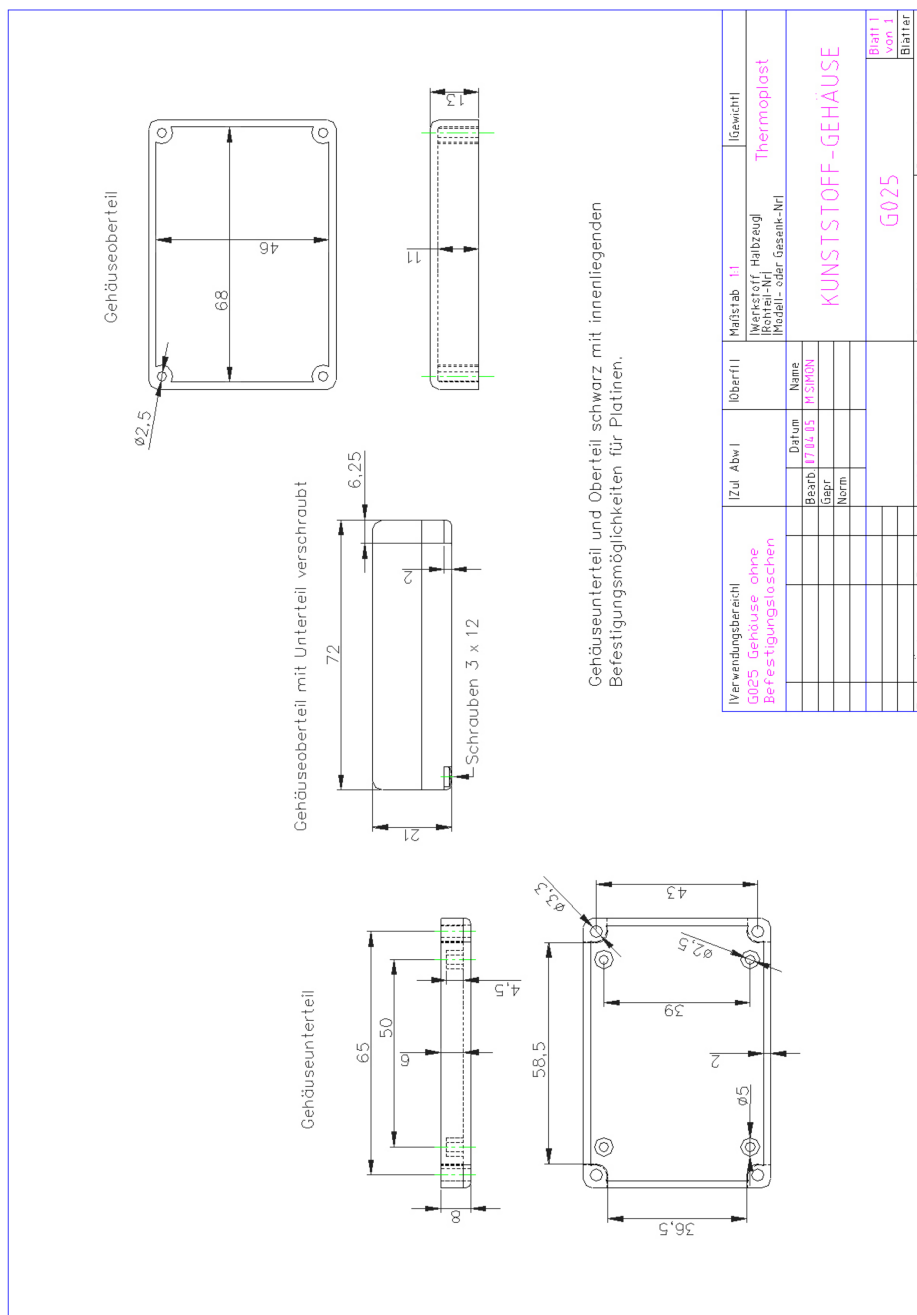 Gehäuseoberteil
ø2,5
68
46
11
13
Gehäuseoberteil mit Unterteil verschraubt
72
6,25
2
21
Schrauben 3 x 12
Gehäuseunterteil
65
50
6
4,5
8
ø3,3
43
58,5
ø2,5
39
2
ø5
36,5
Gehäuseunterteil und Oberteil schwarz mit innenliegenden
Befestigungsmöglichkeiten für Platinen.
|Verwendungsbereich|
G025 Gehäuse ohne
Befestigungslaschen
|Zul Abw|
|Oberfl|
Maßstab 1:1
|Gewicht|
|Werkstoff, Halbzeug|
|Rohteil-Nr|
|Modell- oder Gesenk-Nr|
Thermoplast
Datum
Name
Bearb
07 04 05
M SIMON
Gepr
Norm
KUNSTSTOFF-GEHÄUSE
G025
Blatt 1
von 1
Blätter